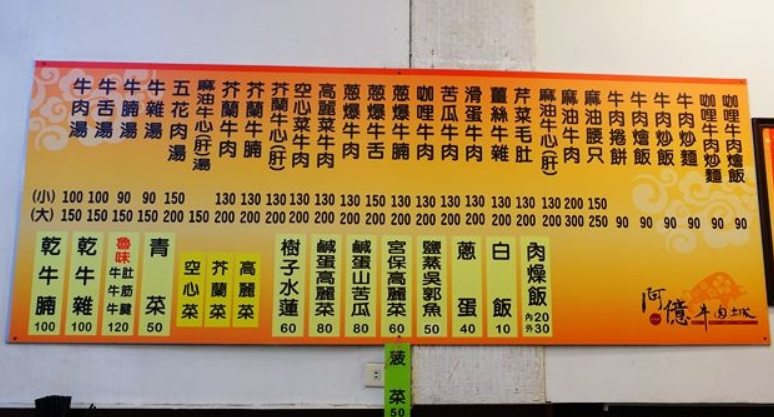 牛肉湯
牛舌湯
牛腩湯
牛雜湯
五花肉湯
麻油牛心(肝)湯
芥蘭牛肉
芥蘭牛腩
芥蘭牛心(肝)
空心菜牛肉
高麗菜牛肉
蔥爆牛肉
蔥爆牛舌
蔥爆牛腩
咖哩牛肉
苦瓜牛肉
滑蛋牛肉
薑絲牛雜
芹菜毛肚
麻油牛心(肝)
麻油牛肉
麻油腰只
牛肉捲餅
牛肉燴飯
牛肉炒飯
牛肉炒麵
咖哩牛肉炒麵
咖哩牛肉燴飯
(小) 100 100 90 90 150 130 130 130 130 130 130 150 130 130 130 130 130 130 130 200 150
(大) 150 150 150 150 200 150 200 200 200 200 200 200 200 200 200 200 200 200 200 200 300 250 90 90 90 90 90 90
乾牛腩 100
乾牛雜 100
魯味 牛肚 牛筋 牛腱 120
青菜 50
空心菜
芥蘭菜
高麗菜
樹子水蓮 60
鹹蛋高麗菜 80
鹹蛋山苦瓜 80
宮保高麗菜 60
鹽蒸吳郭魚 50
蔥蛋 40
白飯 10
肉燥飯 內20 外30
阿億牛肉城
菠菜 50